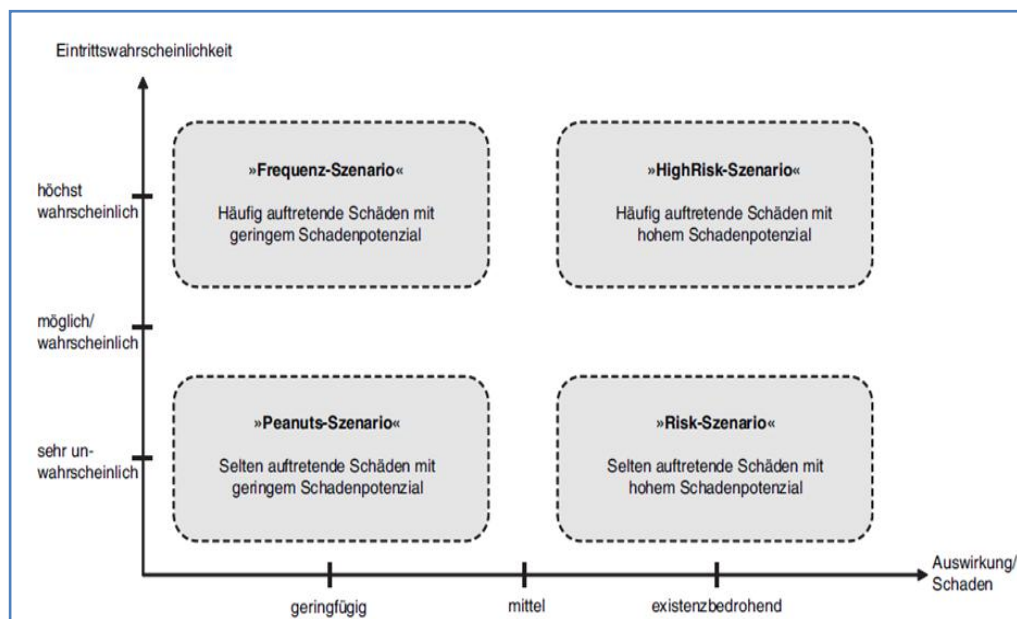 Eintrittswahrscheinlichkeit
»Frequenz-Szenario«
Häufig auftretende Schäden mit
geringem Schadenpotenzial
»HighRisk-Szenario«
Häufig auftretende Schäden mit
hohem Schadenpotenzial
höchst
wahrscheinlich
möglich/
wahrscheinlich
»Peanuts-Szenario«
Selten auftretende Schäden mit
geringem Schadenpotenzial
»Risk-Szenario«
Selten auftretende Schäden mit
hohem Schadenpotenzial
sehr un-
wahrscheinlich
geringfügig
mittel
existenzbedrohend
Auswirkung/
Schaden